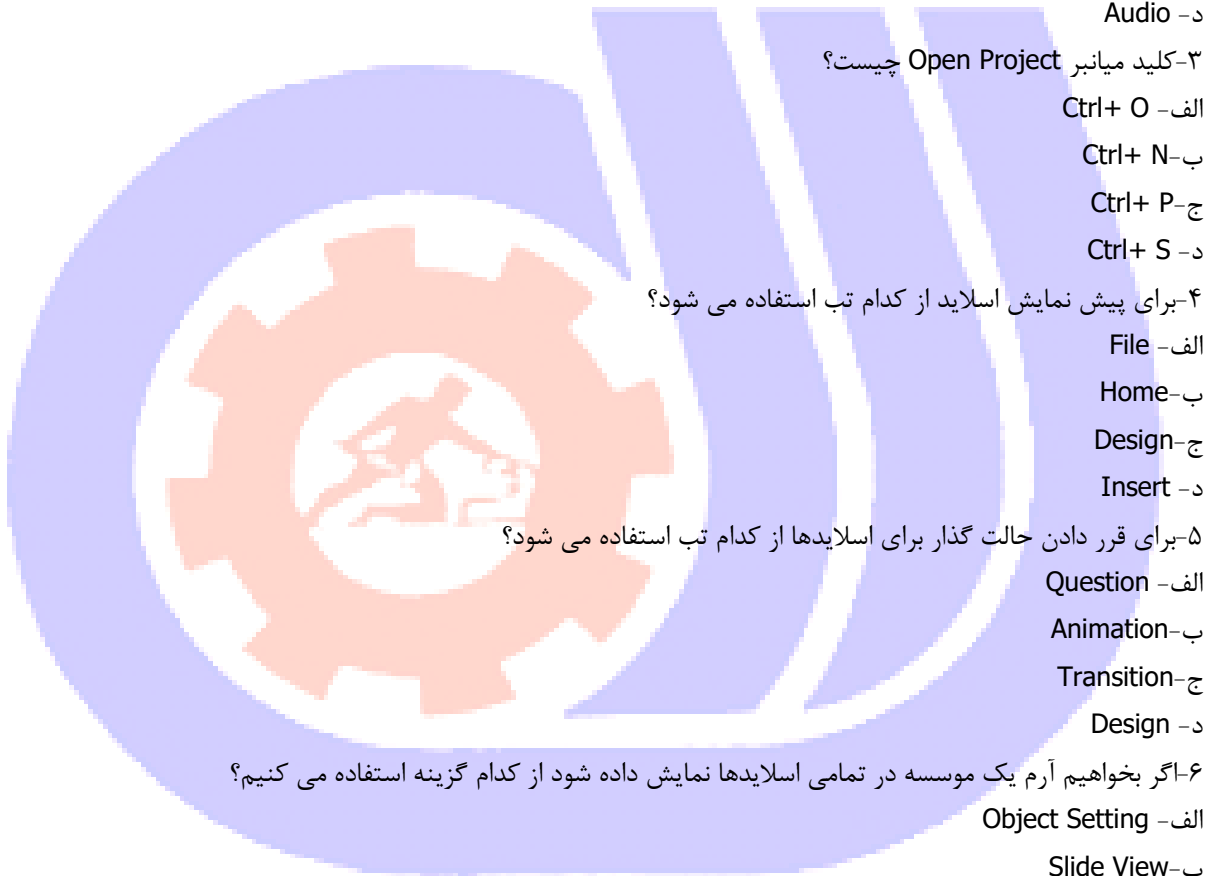 د- Audio
۳-کلید میانبر Open Project چیست؟
الف- Ctrl+ O
ب-Ctrl+ N
ج-Ctrl+ P
د- Ctrl+ S
۴-برای پیش نمایش اسلاید از کدام تب استفاده می شود؟
الف- File
ب-Home
ج-Design
د- Insert
۵-برای قرر دادن حالت گذار برای اسلایدها از کدام تب استفاده می شود؟
الف- Question
ب-Animation
ج-Transition
د- Design
۶-اگر بخواهیم آرم یک موسسه در تمامی اسلایدها نمایش داده شود از کدام گزینه استفاده می کنیم؟
الف- Object Setting
ب-Slide View